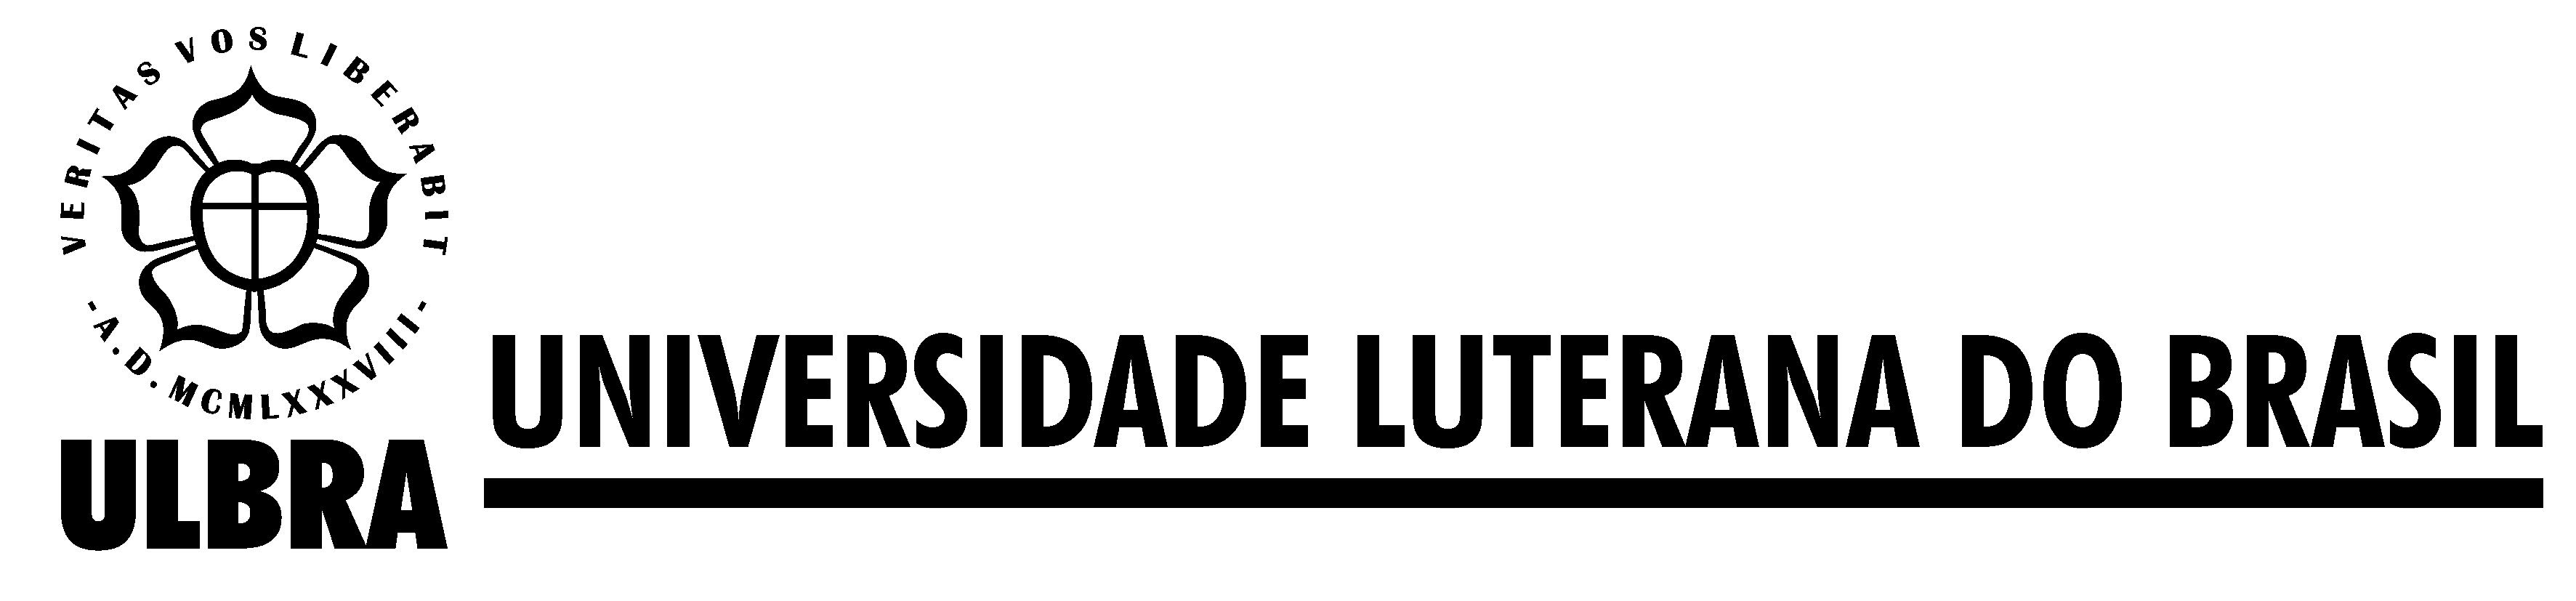 VERITAS VOS LIBERABIT
- A. D. MCMLXXXVIII -
ULBRA
UNIVERSIDADE LUTERANA DO BRASIL